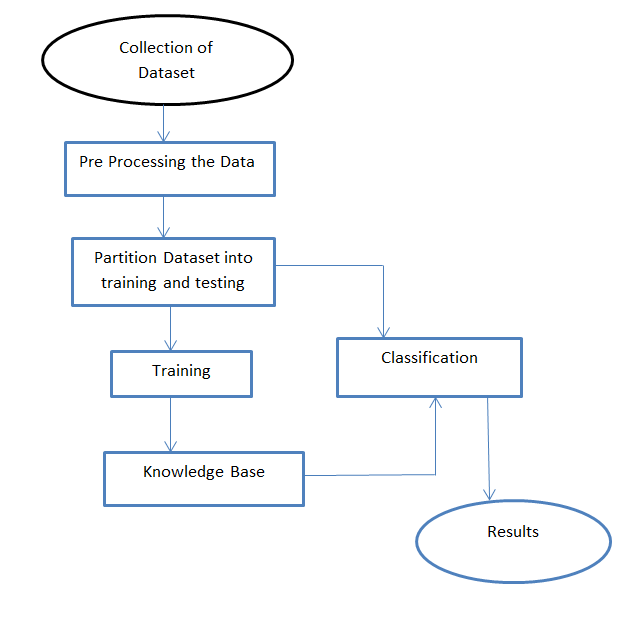 Collection of
Dataset
Pre Processing the Data
Partition Dataset into
training and testing
Training
Classification
Knowledge Base
Results